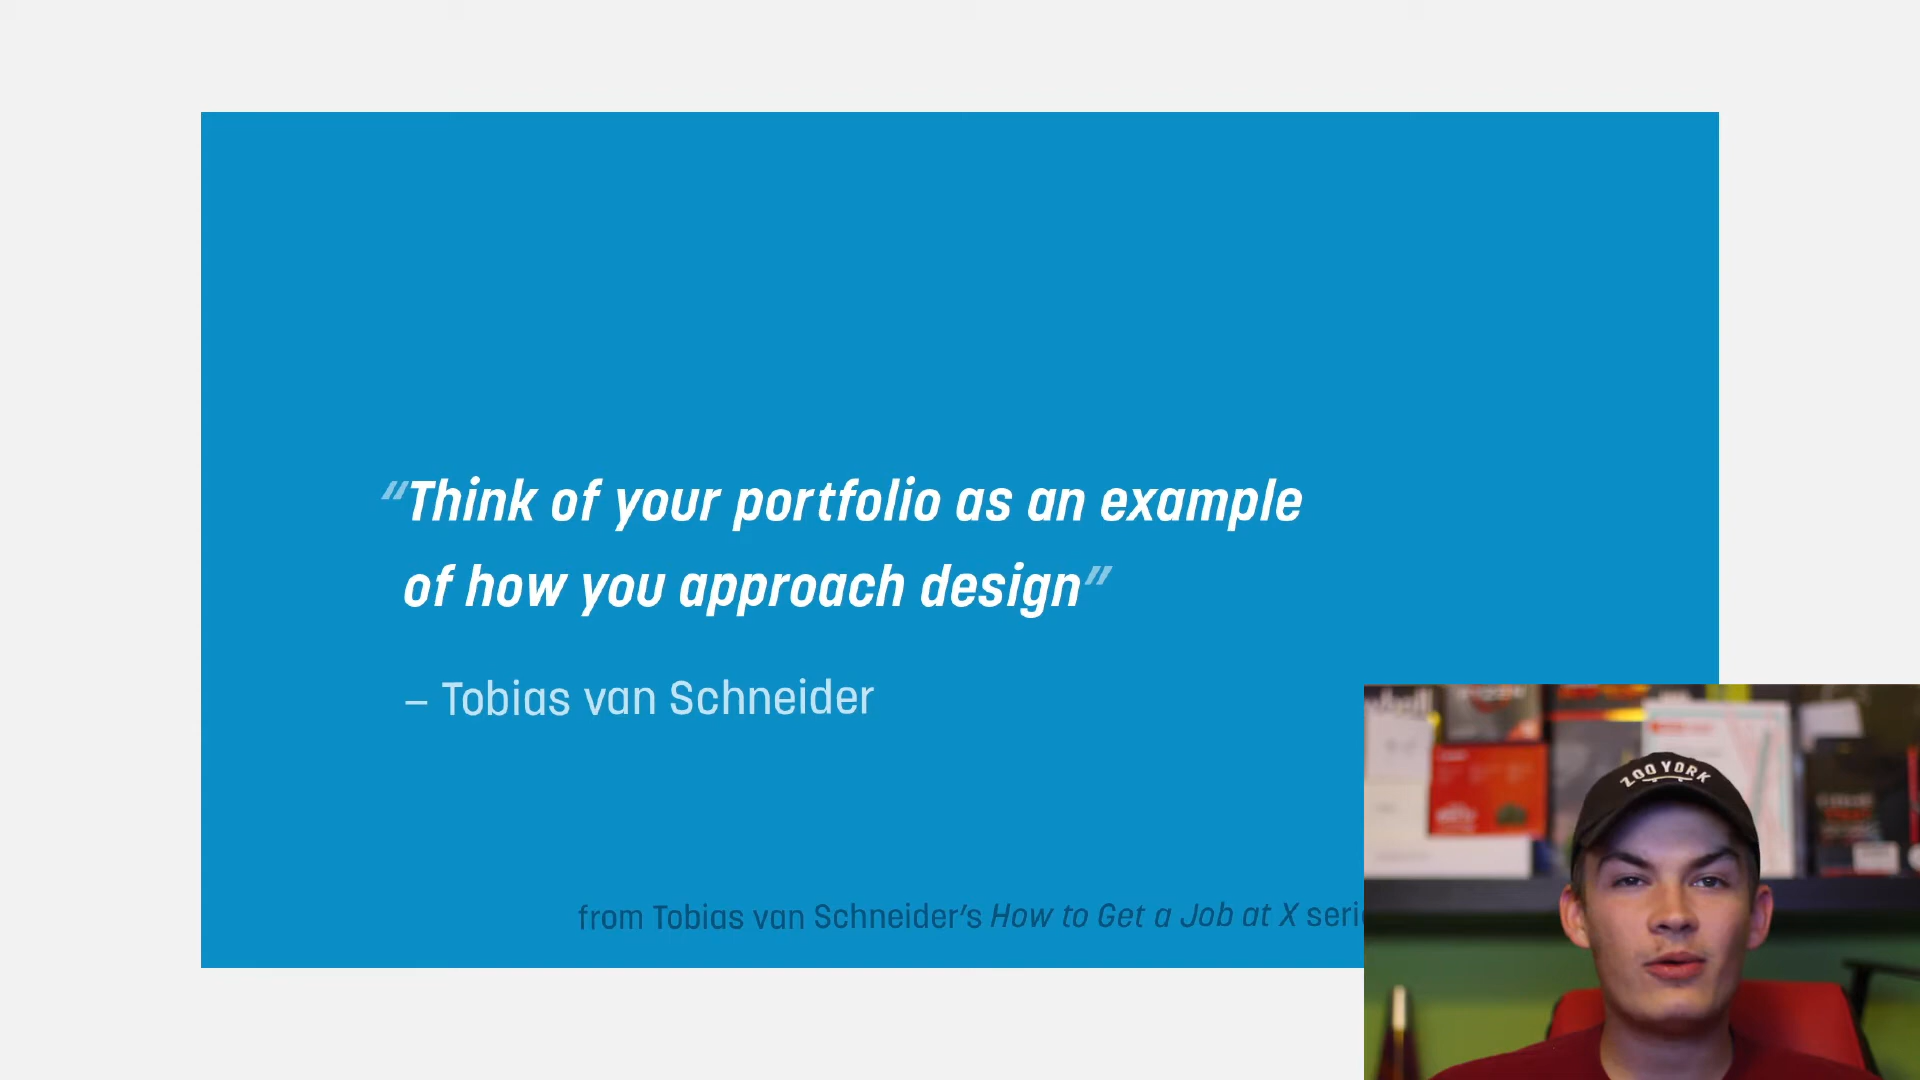 “Think of your portfolio as an example
of how you approach design”
– Tobias van Schneider
from Tobias van Schneider’s How to Get a Job at X seri
ZOO YORK